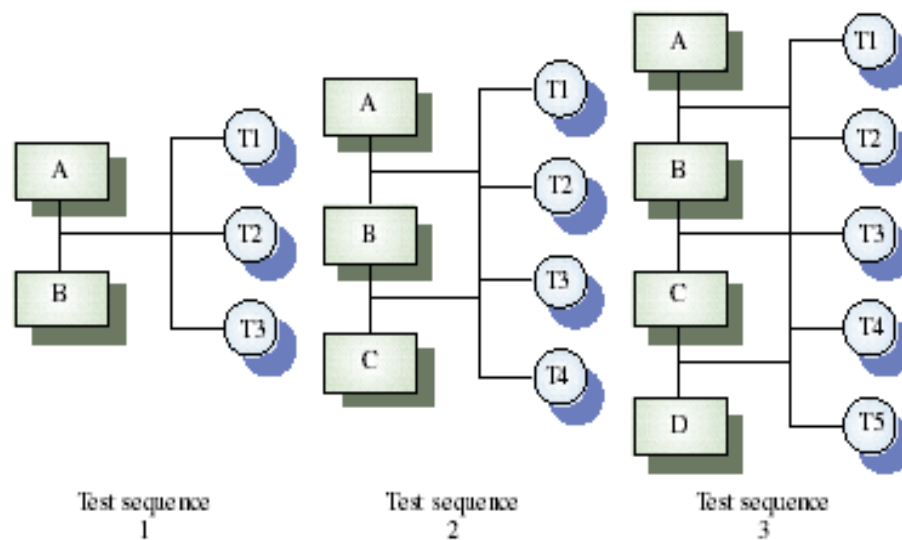 A
B
T1
T2
T3
Test sequence
1
A
B
C
T1
T2
T3
T4
Test sequence
2
A
B
C
D
T1
T2
T3
T4
T5
Test sequence
3